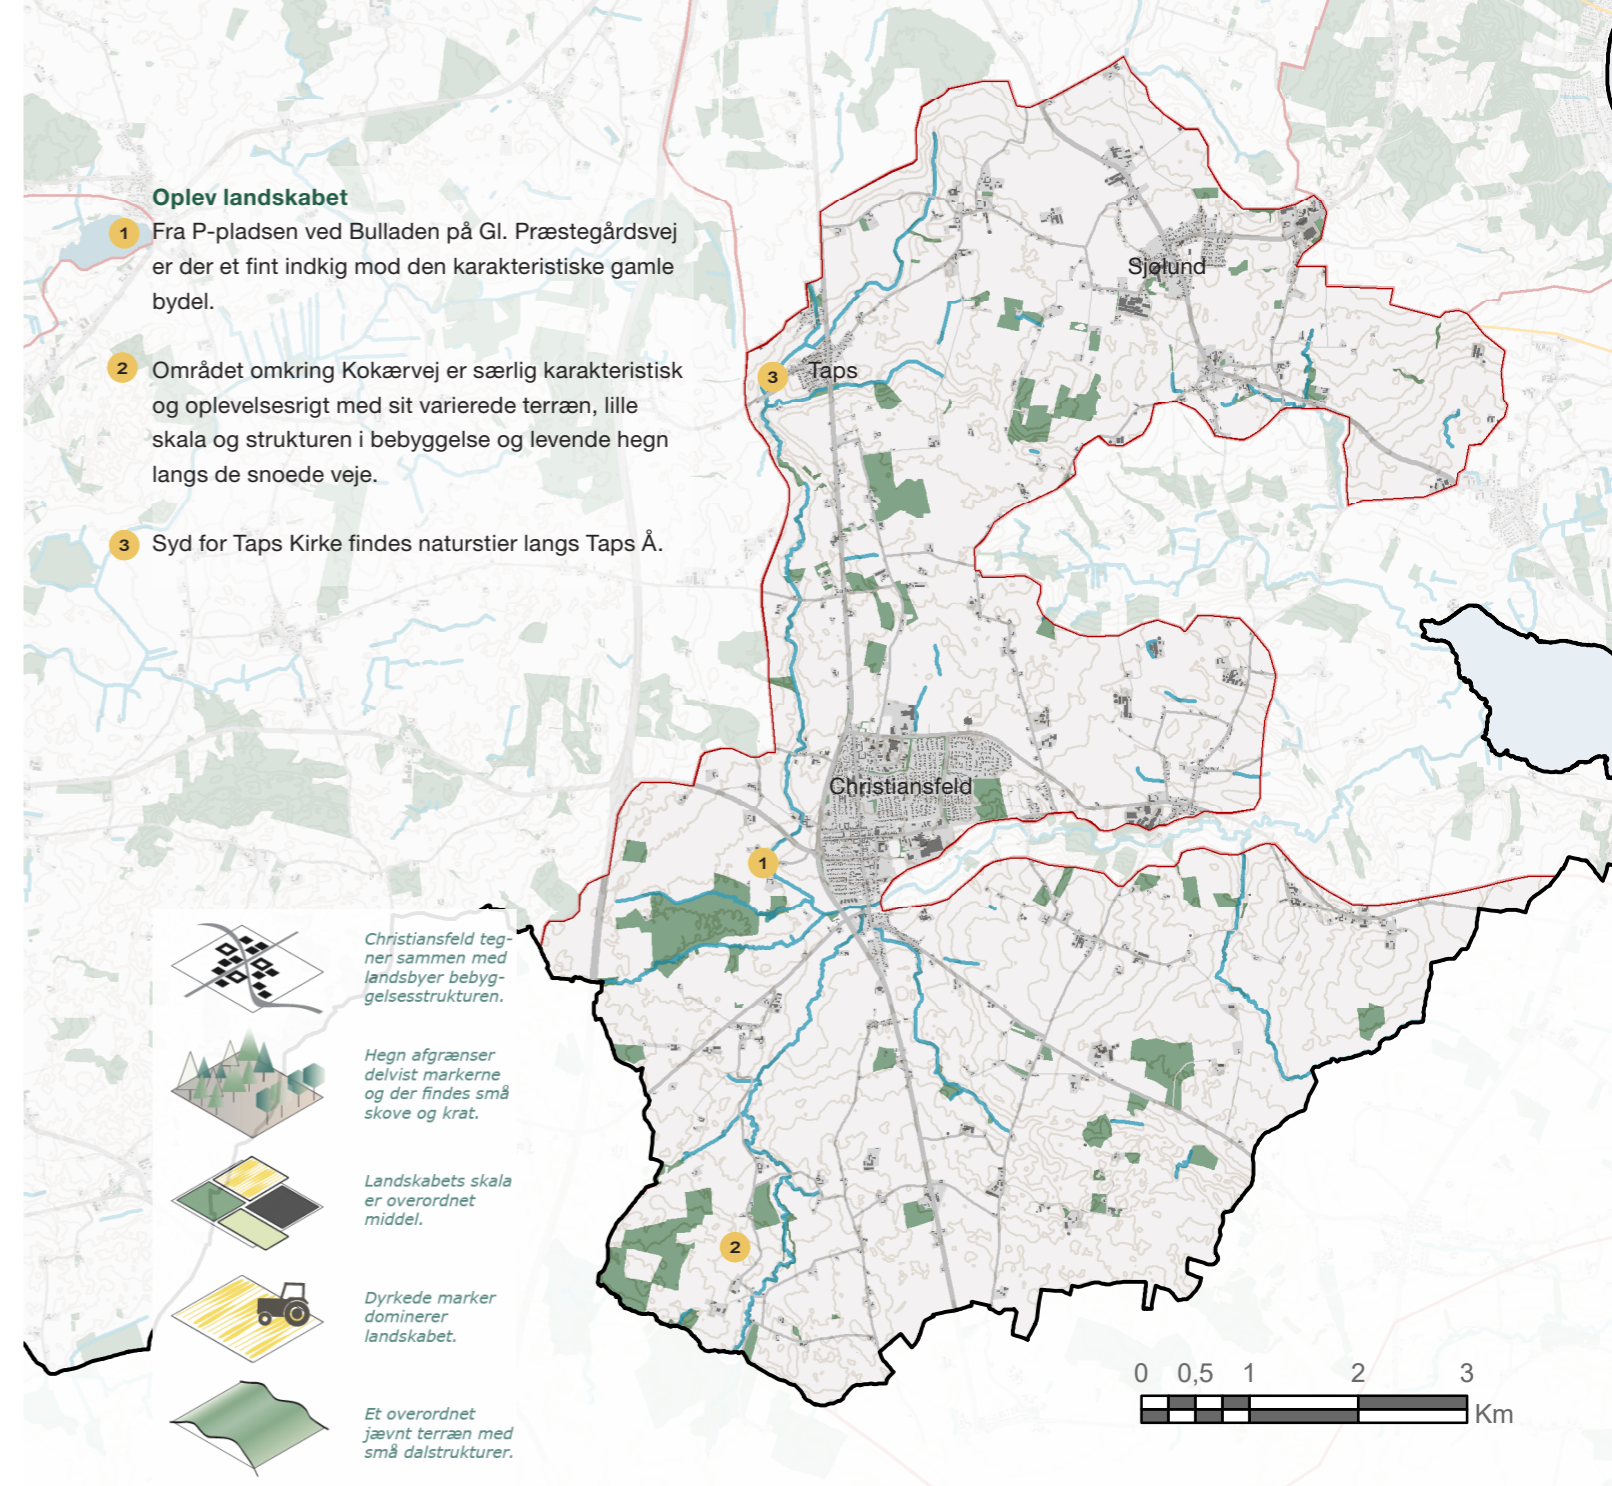 Oplev landskabet
1 Fra P-pladsen ved Bulladen på Gl. Præstegårdsvej
er der et fint indkig mod den karakteristiske gamle
bydel.
2 Området omkring Kokærvej er særlig karakteristisk
og oplevelsesrigt med sit varierede terræn, lille
skala og strukturen i bebyggelse og levende hegn
langs de snoede veje.
3 Syd for Taps Kirke findes naturstier langs Taps Å.
Sjølund
3 Taps
Christiansfeld
1
2
Christiansfeld teg-
ner sammen med
landsbyer bebyg-
gelsesstrukturen.
Hegn afgrænser
delvist markerne
og der findes små
skove og krat.
Landskabets skala
er overordnet
middel.
Dyrkede marker
dominerer
landskabet.
Et overordnet
jævnt terræn med
små dalstrukturer.
0 0,5 1 2 3
Km